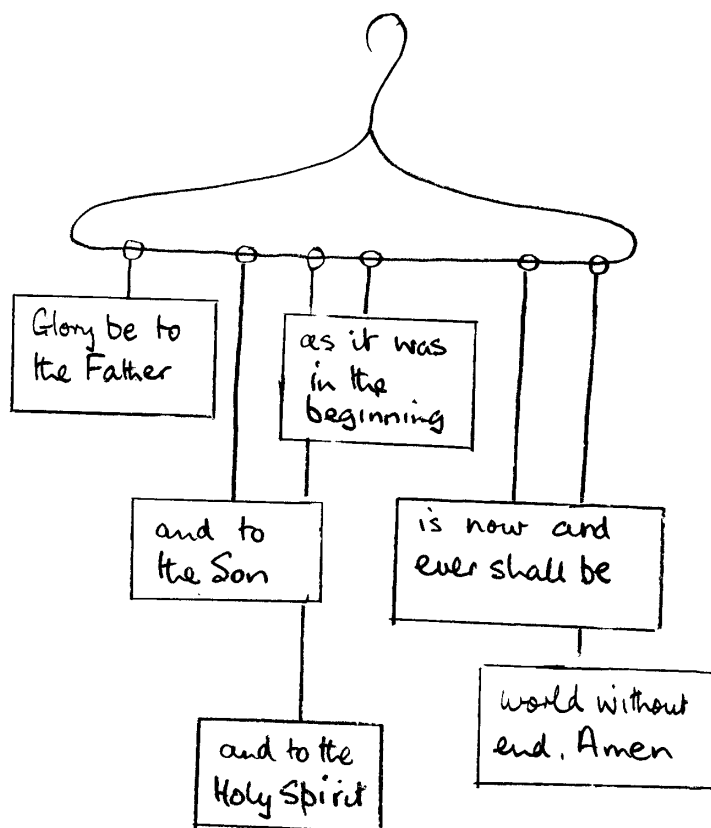 Glory be to
the Father
and to
the Son
and to the
Holy Spirit
as it was
in the
beginning
is now and
ever shall be
world without
end. Amen